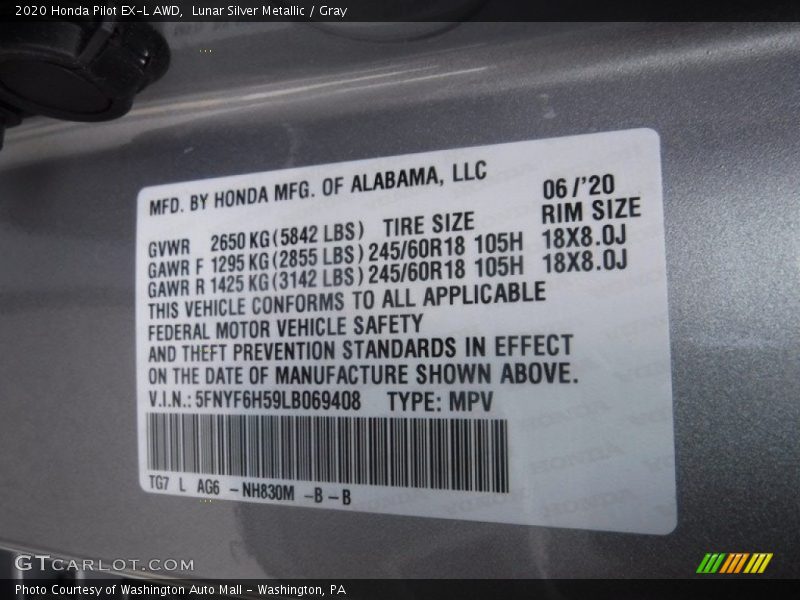 2020 Honda Pilot EX-L AWD, Lunar Silver Metallic / Gray
MFD. BY HONDA MFG. OF ALABAMA, LLC 06/'20
GVWR 2650 KG (5842 LBS) TIRE SIZE RIM SIZE
GAWR F 1295 KG (2855 LBS) 245/60R18 105H 18X8.0J
GAWR R 1425 KG (3142 LBS) 245/60R18 105H 18X8.0J
THIS VEHICLE CONFORMS TO ALL APPLICABLE
FEDERAL MOTOR VEHICLE SAFETY
AND THEFT PREVENTION STANDARDS IN EFFECT
ON THE DATE OF MANUFACTURE SHOWN ABOVE.
V.I.N.: 5FNYF6H59LB069408 TYPE: MPV
TG7 L AG6 - NH830M - B - B
GTCARLOT.COM
Photo Courtesy of Washington Auto Mall - Washington, PA